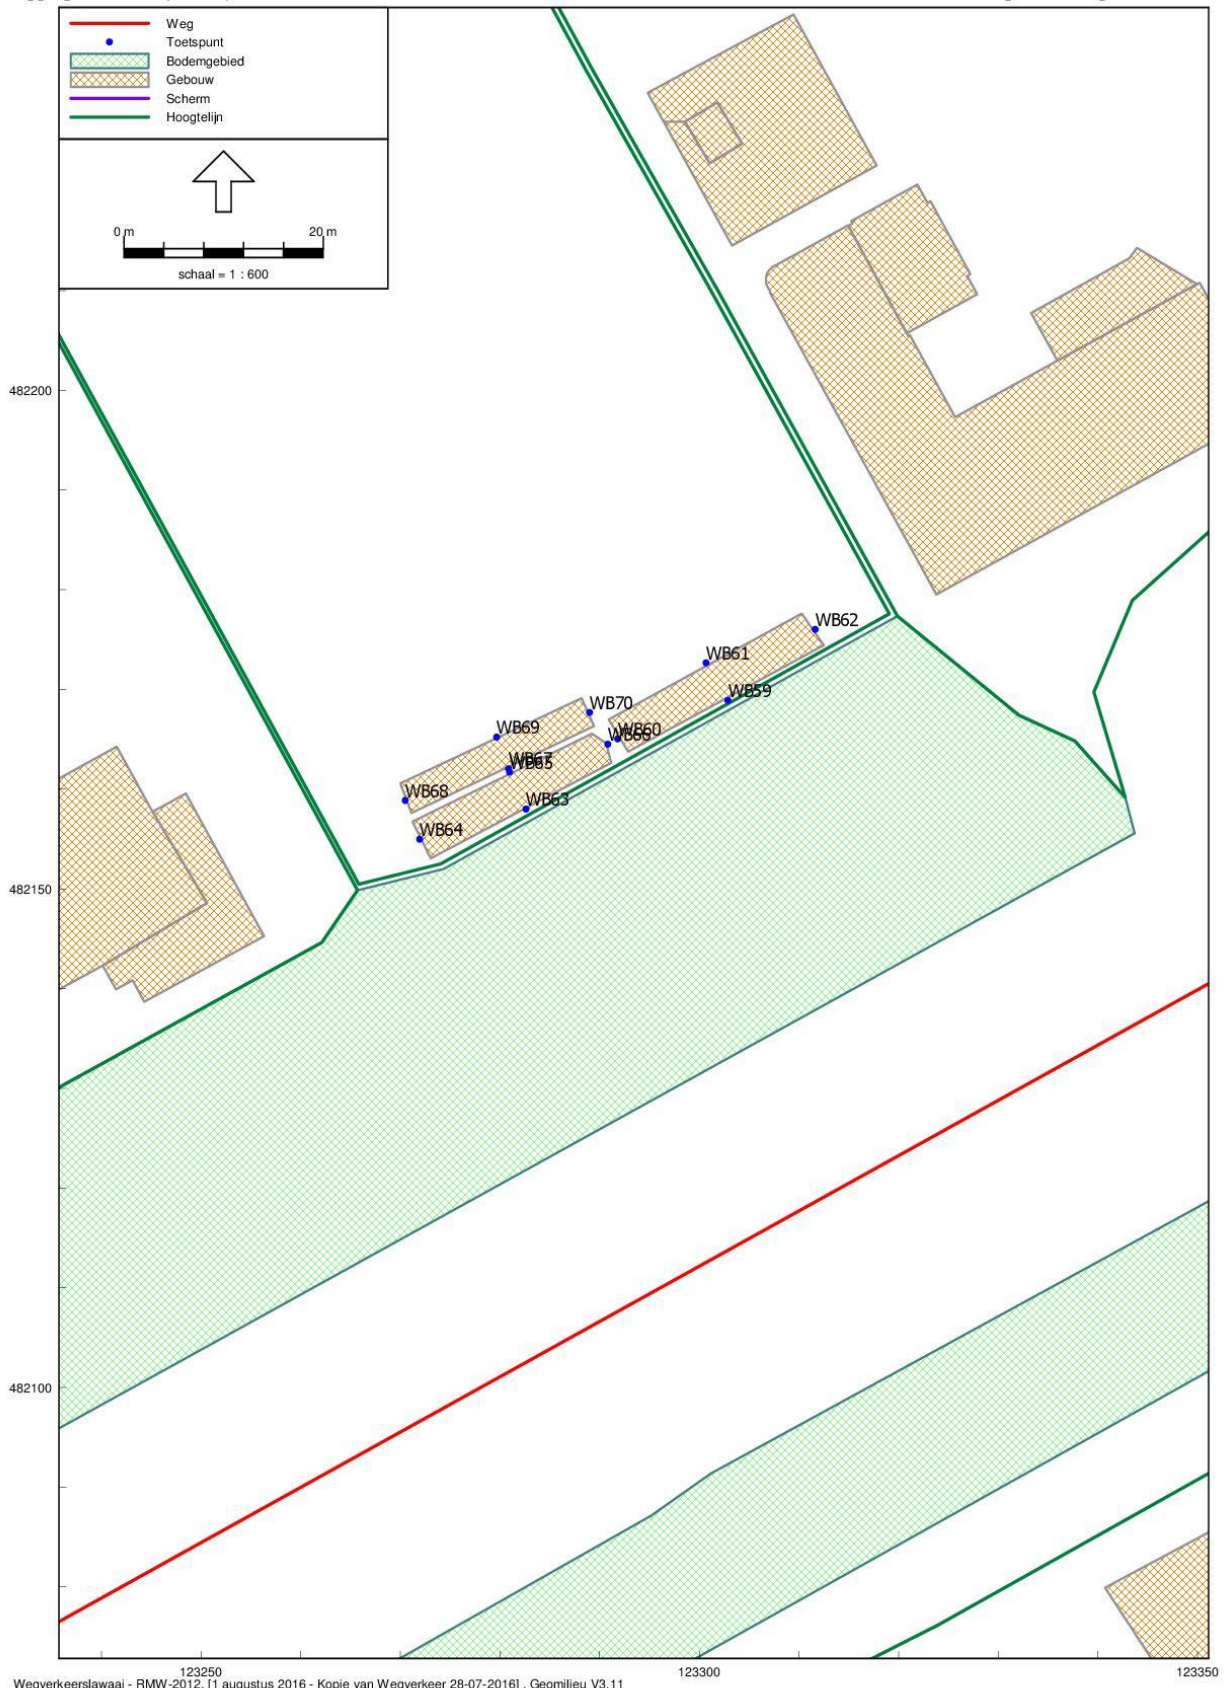 Weg
Toetspunt
Bodemgebied
Gebouw
Scherm
Hoogtelijn
0 m 20 m
schaal = 1 : 600
482200
WB62
WB61
WB59
WB70
WB60
WB66
WB69
WB67
WB65
WB68
WB63
WB64
482150
482100
123250 123300 123350
Wegverkeerslawaai - RMW-2012, [1 augustus 2016 - Kopie van Wegverkeer 28-07-2016] , Geomilieu V3.11